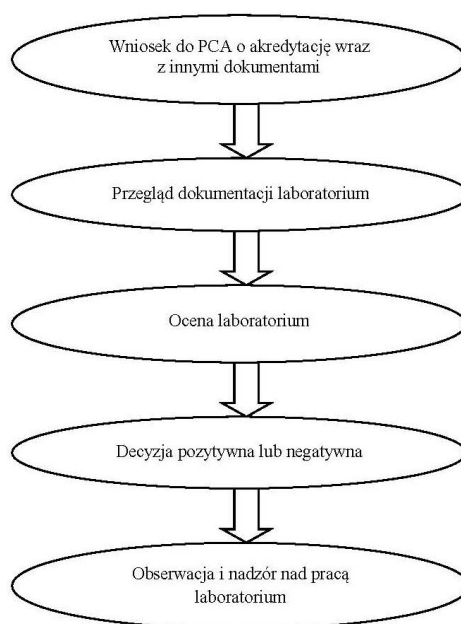 Wniosek do PCA o akredytację wraz
z innymi dokumentami
Przegląd dokumentacji laboratorium
Ocena laboratorium
Decyzja pozytywna lub negatywna
Obserwacja i nadzór nad pracą
laboratorium